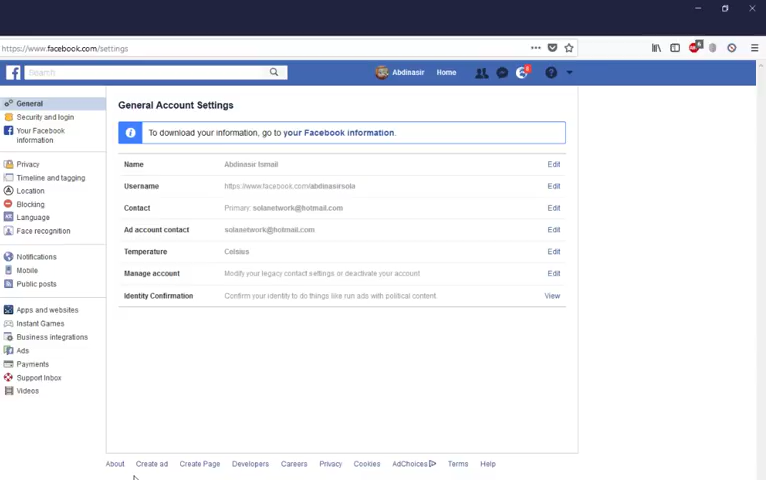 https://www.facebook.com/settings
Search
Abdinasir Home
General
Security and login
Your Facebook
information
Privacy
Timeline and tagging
Location
Blocking
Language
Face recognition
Notifications
Mobile
Public posts
Apps and websites
Instant Games
Business integrations
Ads
Payments
Support Inbox
Videos
General Account Settings
To download your information, go to your Facebook information.
Name Abdinasir Ismail Edit
Username https://www.facebook.com/abdinasirsola Edit
Contact Primary: solanetwork@hotmail.com Edit
Ad account contact solanetwork@hotmail.com Edit
Temperature Celsius Edit
Manage account Modify your legacy contact settings or deactivate your account Edit
Identity Confirmation Confirm your identity to do things like run ads with political content. View
About Create ad Create Page Developers Careers Privacy Cookies AdChoices Terms Help